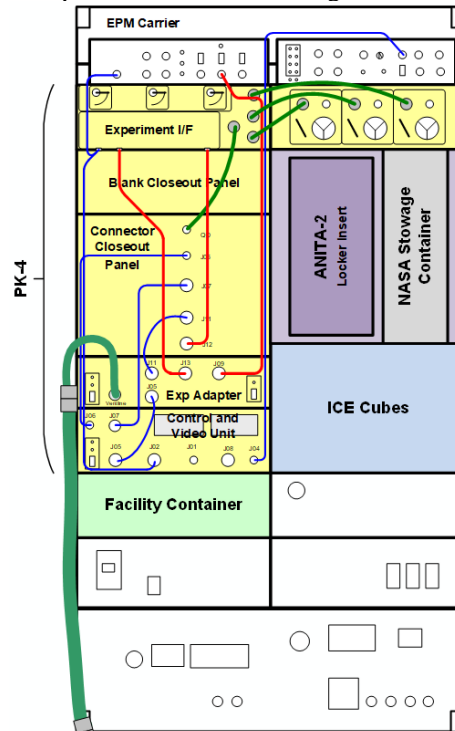 EPM Carrier
Experiment I/F
Blank Closeout Panel
Connector
Closeout
Panel
J07
J11
J12
PK-4
ANITA-2
Locker Insert
NASA Stowage
Container
J11
J13
J09
J05
Exp Adapter
ICE Cubes
J06
J07
Control and
Video Unit
J05
J02
J01
J08
J04
Facility Container